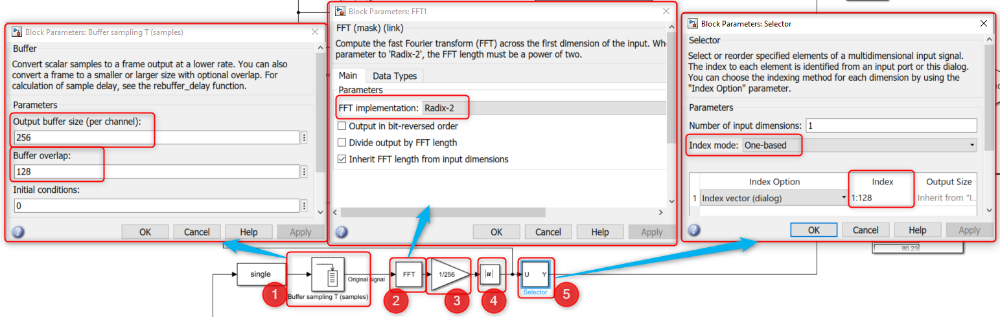 Block Parameters: Buffer sampling T (samples)
Buffer
Convert scalar samples to a frame output at a lower rate. You can also
convert a frame to a smaller or larger size with optional overlap. For
calculation of sample delay, see the rebuffer_delay function.
Parameters
Output buffer size (per channel):
256
Buffer overlap:
128
Initial conditions:
0
OK Cancel Help Apply
Block Parameters: FFT1
FFT (mask) (link)
Compute the fast Fourier transform (FFT) across the first dimension of the input. Whe
parameter to 'Radix-2', the FFT length must be a power of two.
Main Data Types
Parameters
FFT implementation: Radix-2
Output in bit-reversed order
Divide output by FFT length
Inherit FFT length from input dimensions
OK Cancel Help Apply
Block Parameters: Selector
Selector
Select or reorder specified elements of a multidimensional input signal.
The index to each element is identified from an input port or this dialog.
You can choose the indexing method for each dimension by using the
"Index Option" parameter.
Parameters
Number of input dimensions: 1
Index mode: One-based
Index Option Index Output Size
1 Index vector (dialog) 1:128 Inherit from "I..
OK Cancel Help Apply
80.23
single
Original signal
Buffer sampling T (samples)
FFT
1/256
|u|
U Y
Selector
1 2 3 4 5